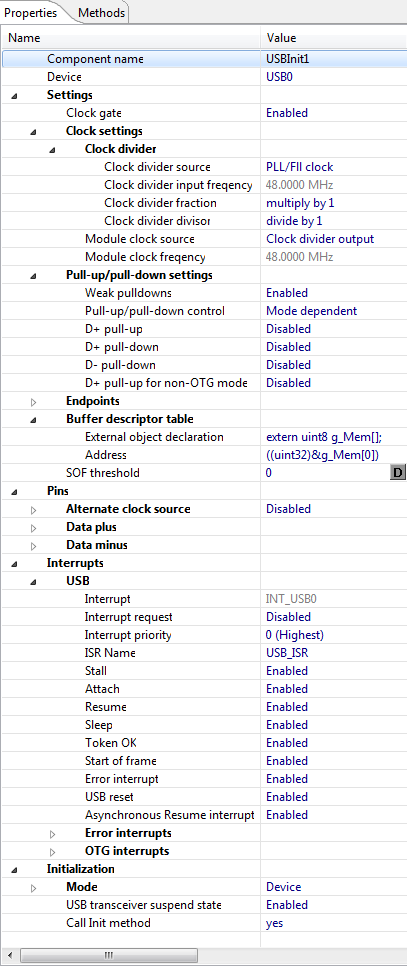 Properties Methods
Name Value
Component name USBInit1
Device USB0
Settings
Clock gate Enabled
Clock settings
Clock divider
Clock divider source PLL/Fll clock
Clock divider input freqency 48.0000 MHz
Clock divider fraction multiply by 1
Clock divider divisor divide by 1
Module clock source Clock divider output
Module clock freqency 48.0000 MHz
Pull-up/pull-down settings
Weak pulldowns Enabled
Pull-up/pull-down control Mode dependent
D+ pull-up Disabled
D+ pull-down Disabled
D- pull-down Disabled
D+ pull-up for non-OTG mode Disabled
Endpoints
Buffer descriptor table
External object declaration extern uint8 g_Mem[];
Address ((uint32)&g_Mem[0])
SOF threshold 0 D
Pins
Alternate clock source Disabled
Data plus
Data minus
Interrupts
USB
Interrupt INT_USB0
Interrupt request Disabled
Interrupt priority 0 (Highest)
ISR Name USB_ISR
Stall Enabled
Attach Enabled
Resume Enabled
Sleep Enabled
Token OK Enabled
Start of frame Enabled
Error interrupt Enabled
USB reset Enabled
Asynchronous Resume interrupt Enabled
Error interrupts
OTG interrupts
Initialization
Mode Device
USB transceiver suspend state Enabled
Call Init method yes